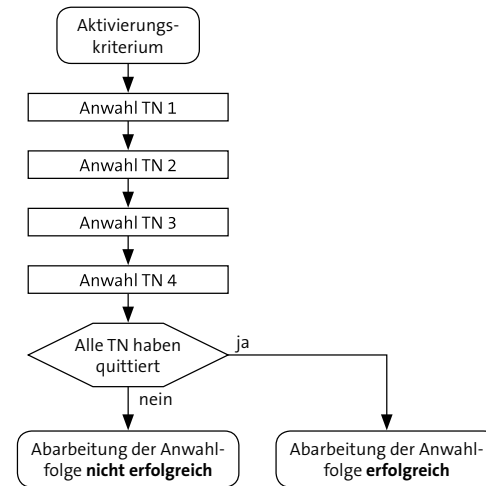 Aktivierungs-
kriterium
Anwahl TN 1
Anwahl TN 2
Anwahl TN 3
Anwahl TN 4
Alle TN haben
quittiert
ja
nein
Abarbeitung der Anwahl-
folge nicht erfolgreich
Abarbeitung der Anwahl-
folge erfolgreich